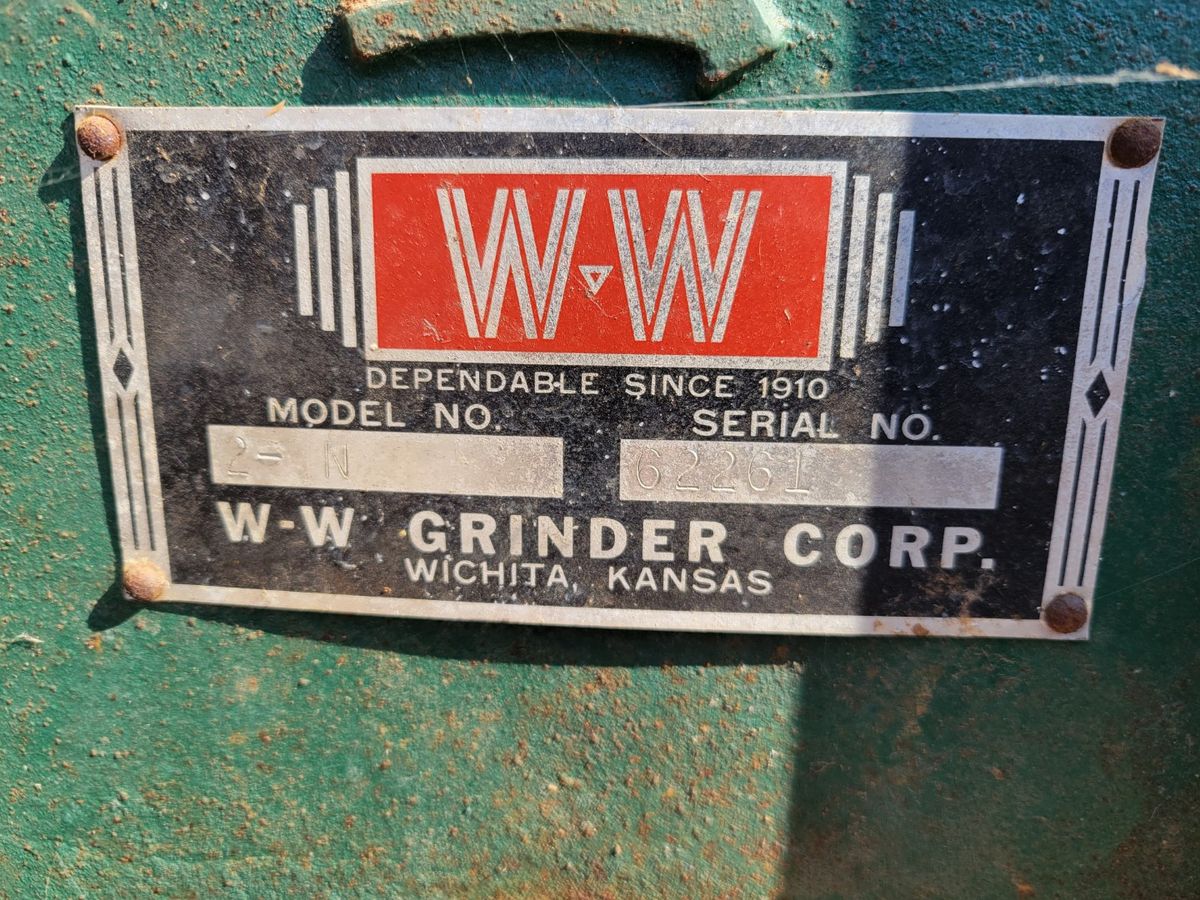 W-W
DEPENDABLE SINCE 1910
MODEL NO. SERIAL NO.
2-N 62261
W-W GRINDER CORP.
WICHITA, KANSAS